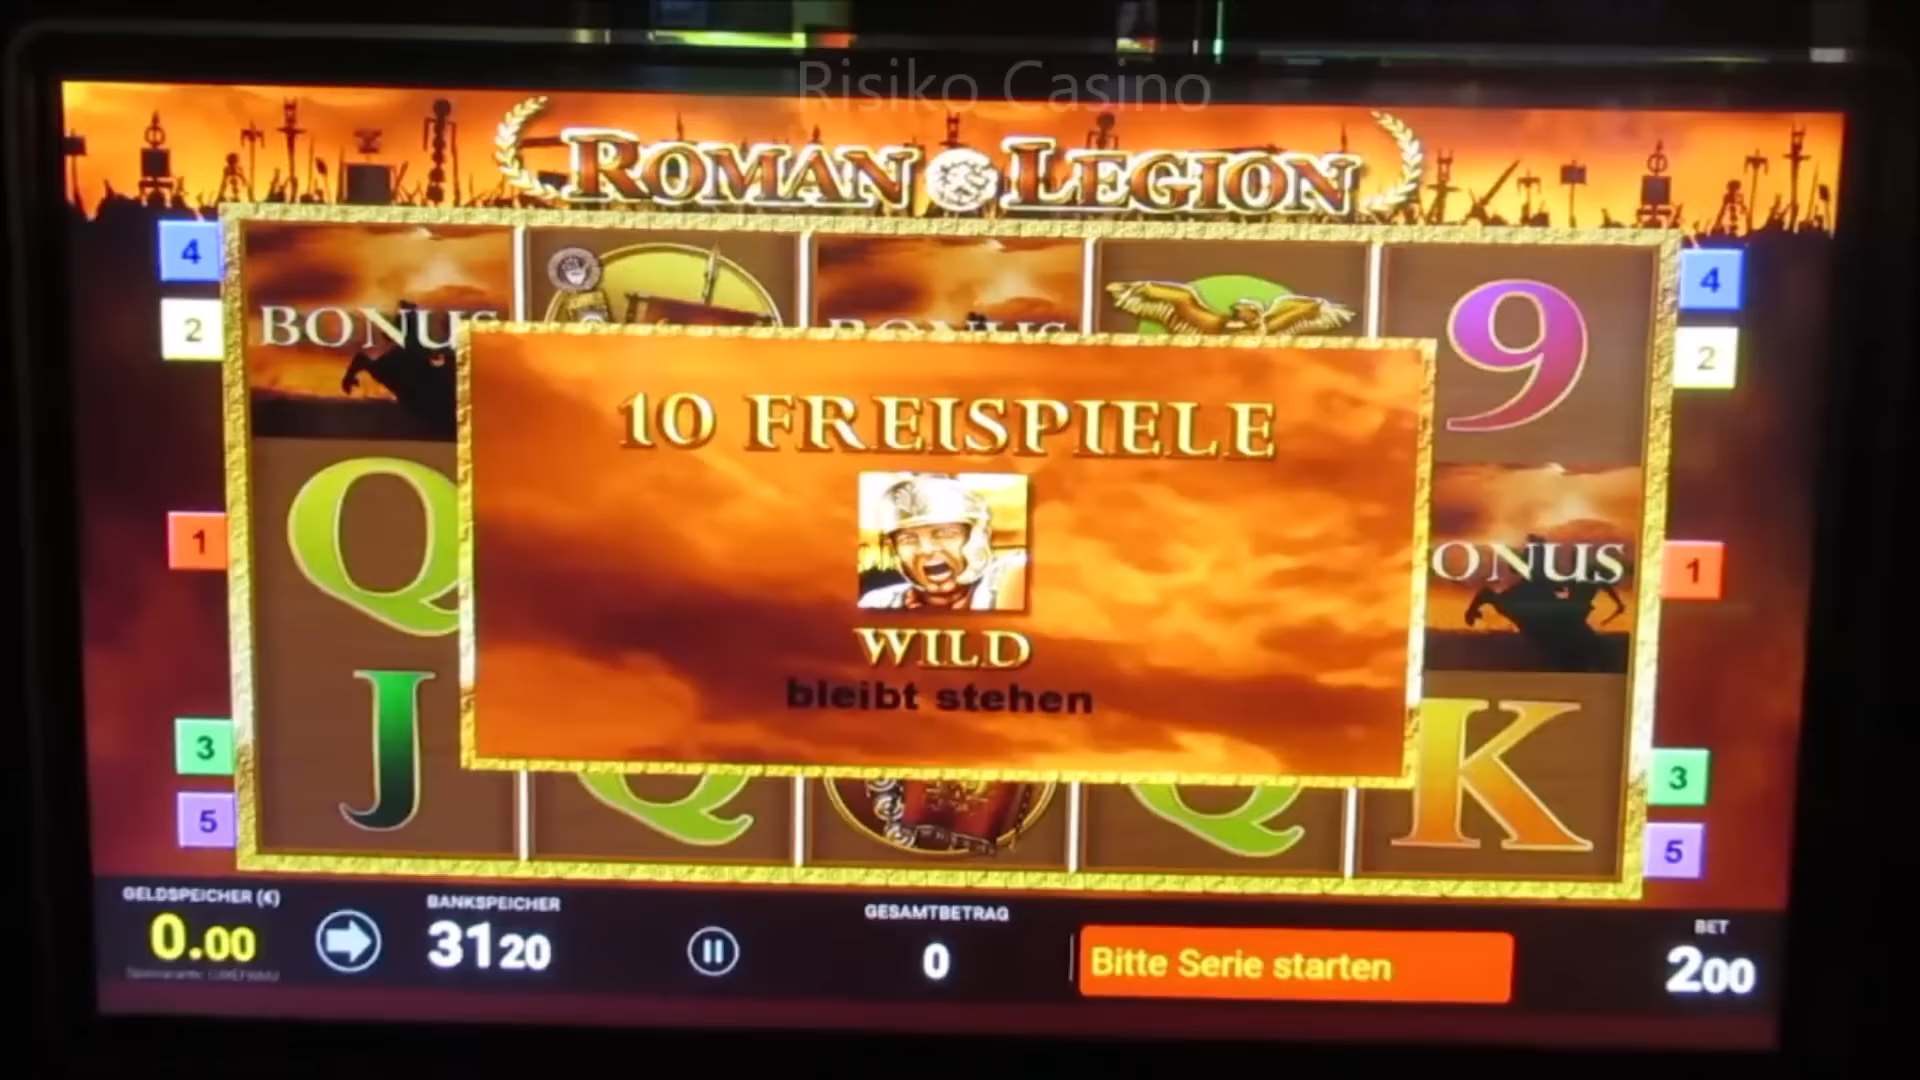 Risiko Casino
ROMAN LEGION
4
4
BONUS
BONUS
9
2
2
10 FREISPIELE
Q
1
ONUS
1
WILD
bleibt stehen
J
K
3
3
Q
Q
5
5
GELDSPEICHER (€)
BANKSPEICHER
GESAMTBETRAG
BET
0.00
3120
0
Bitte Serie starten
200